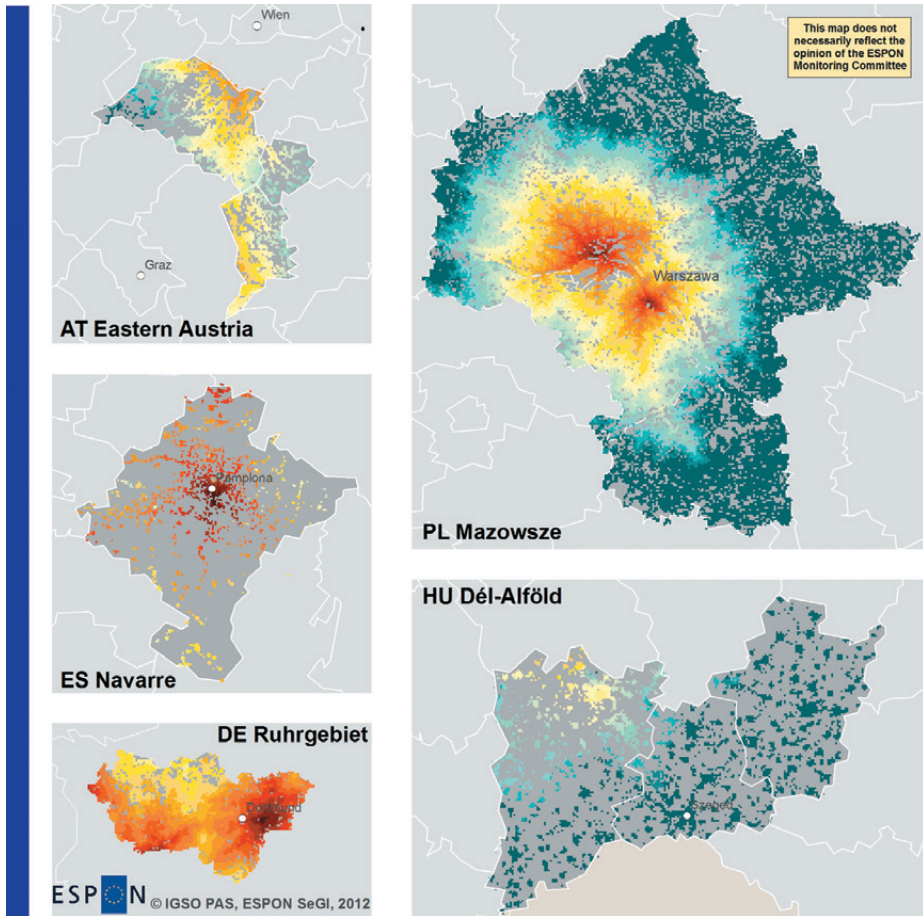 Wien
Graz
AT Eastern Austria
This map does not
necessarily reflect the
opinion of the ESPON
Monitoring Committee
Warszawa
PL Mazowsze
Pamplona
ES Navarre
HU Dél-Alföld
Szeged
DE Ruhrgebiet
Dortmund
ESPON
© IGSO PAS, ESPON SeGI, 2012